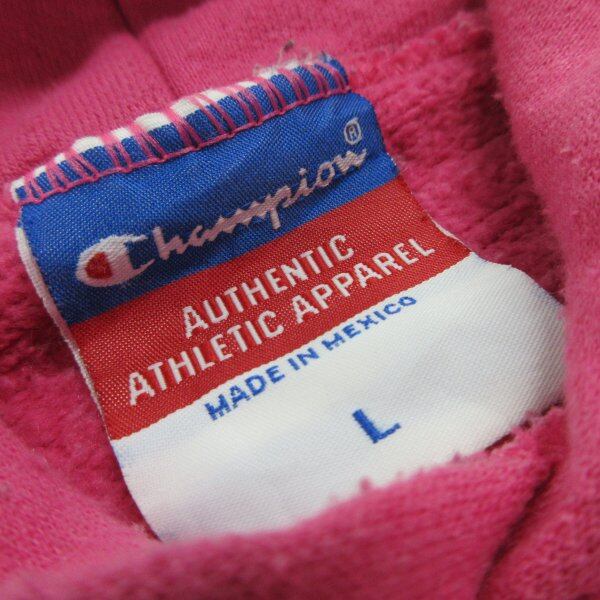 Champion®
AUTHENTIC
ATHLETIC APPAREL
MADE IN MEXICO
L